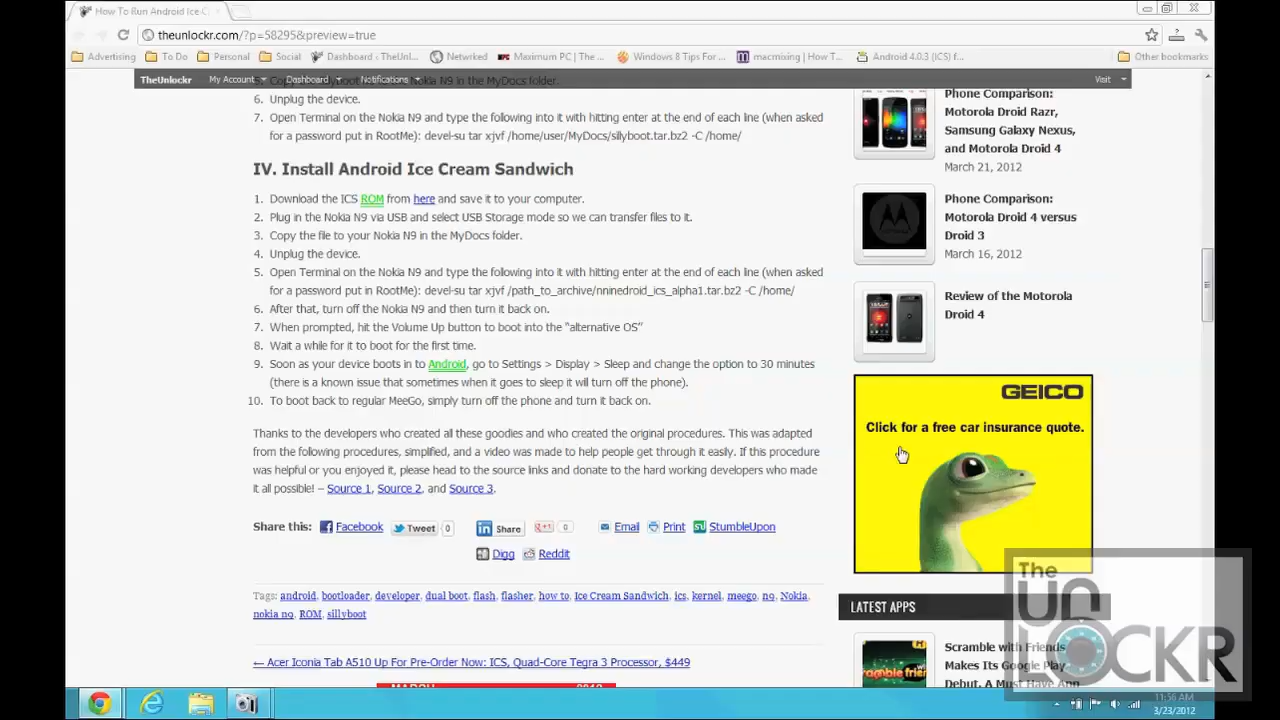 How To Run Android Ice C
theunlockr.com/?p=58295&preview=true
Advertising
To Do
Personal
Social
Dashboard ‹ TheUnl...
Netwrked
Maximum PC | The ...
Windows 8 Tips For ...
macmixing | How T...
Android 4.0.3 (ICS) f...
Other bookmarks
TheUnlockr
My Account
Dashboard
Notifications
Visit
6. Unplug the device.
7. Open Terminal on the Nokia N9 and type the following into it with hitting enter at the end of each line (when asked
for a password put in RootMe): devel-su tar xjvf /home/user/MyDocs/sillyboot.tar.bz2 -C /home/
IV. Install Android Ice Cream Sandwich
1. Download the ICS ROM from here and save it to your computer.
2. Plug in the Nokia N9 via USB and select USB Storage mode so we can transfer files to it.
3. Copy the file to your Nokia N9 in the MyDocs folder.
4. Unplug the device.
5. Open Terminal on the Nokia N9 and type the following into it with hitting enter at the end of each line (when asked
for a password put in RootMe): devel-su tar xjvf /path_to_archive/nninedroid_ics_alpha1.tar.bz2 -C /home/
6. After that, turn off the Nokia N9 and then turn it back on.
7. When prompted, hit the Volume Up button to boot into the “alternative OS”
8. Wait a while for it to boot for the first time.
9. Soon as your device boots in to Android, go to Settings > Display > Sleep and change the option to 30 minutes
(there is a known issue that sometimes when it goes to sleep it will turn off the phone).
10. To boot back to regular MeeGo, simply turn off the phone and turn it back on.
Thanks to the developers who created all these goodies and who created the original procedures. This was adapted
from the following procedures, simplified, and a video was made to help people get through it easily. If this procedure
was helpful or you enjoyed it, please head to the source links and donate to the hard working developers who made
it all possible! – Source 1, Source 2, and Source 3.
Share this:
Facebook
Tweet
0
Share
+1
0
Email
Print
StumbleUpon
Digg
Reddit
Tags: android, bootloader, developer, dual boot, flash, flasher, how to, Ice Cream Sandwich, ics, kernel, meego, n9, Nokia,
nokia n9, ROM, sillyboot
← Acer Iconia Tab A510 Up For Pre-Order Now: ICS, Quad-Core Tegra 3 Processor, $449
Phone Comparison:
Motorola Droid Razr,
Samsung Galaxy Nexus,
and Motorola Droid 4
March 21, 2012
Phone Comparison:
Motorola Droid 4 versus
Droid 3
March 16, 2012
Review of the Motorola
Droid 4
GEICO
Click for a free car insurance quote.
LATEST APPS
Scramble with Friends
Makes Its Google Play
Debut, A Must Have App
The
UNLOCKR
11:56 AM
3/23/2012